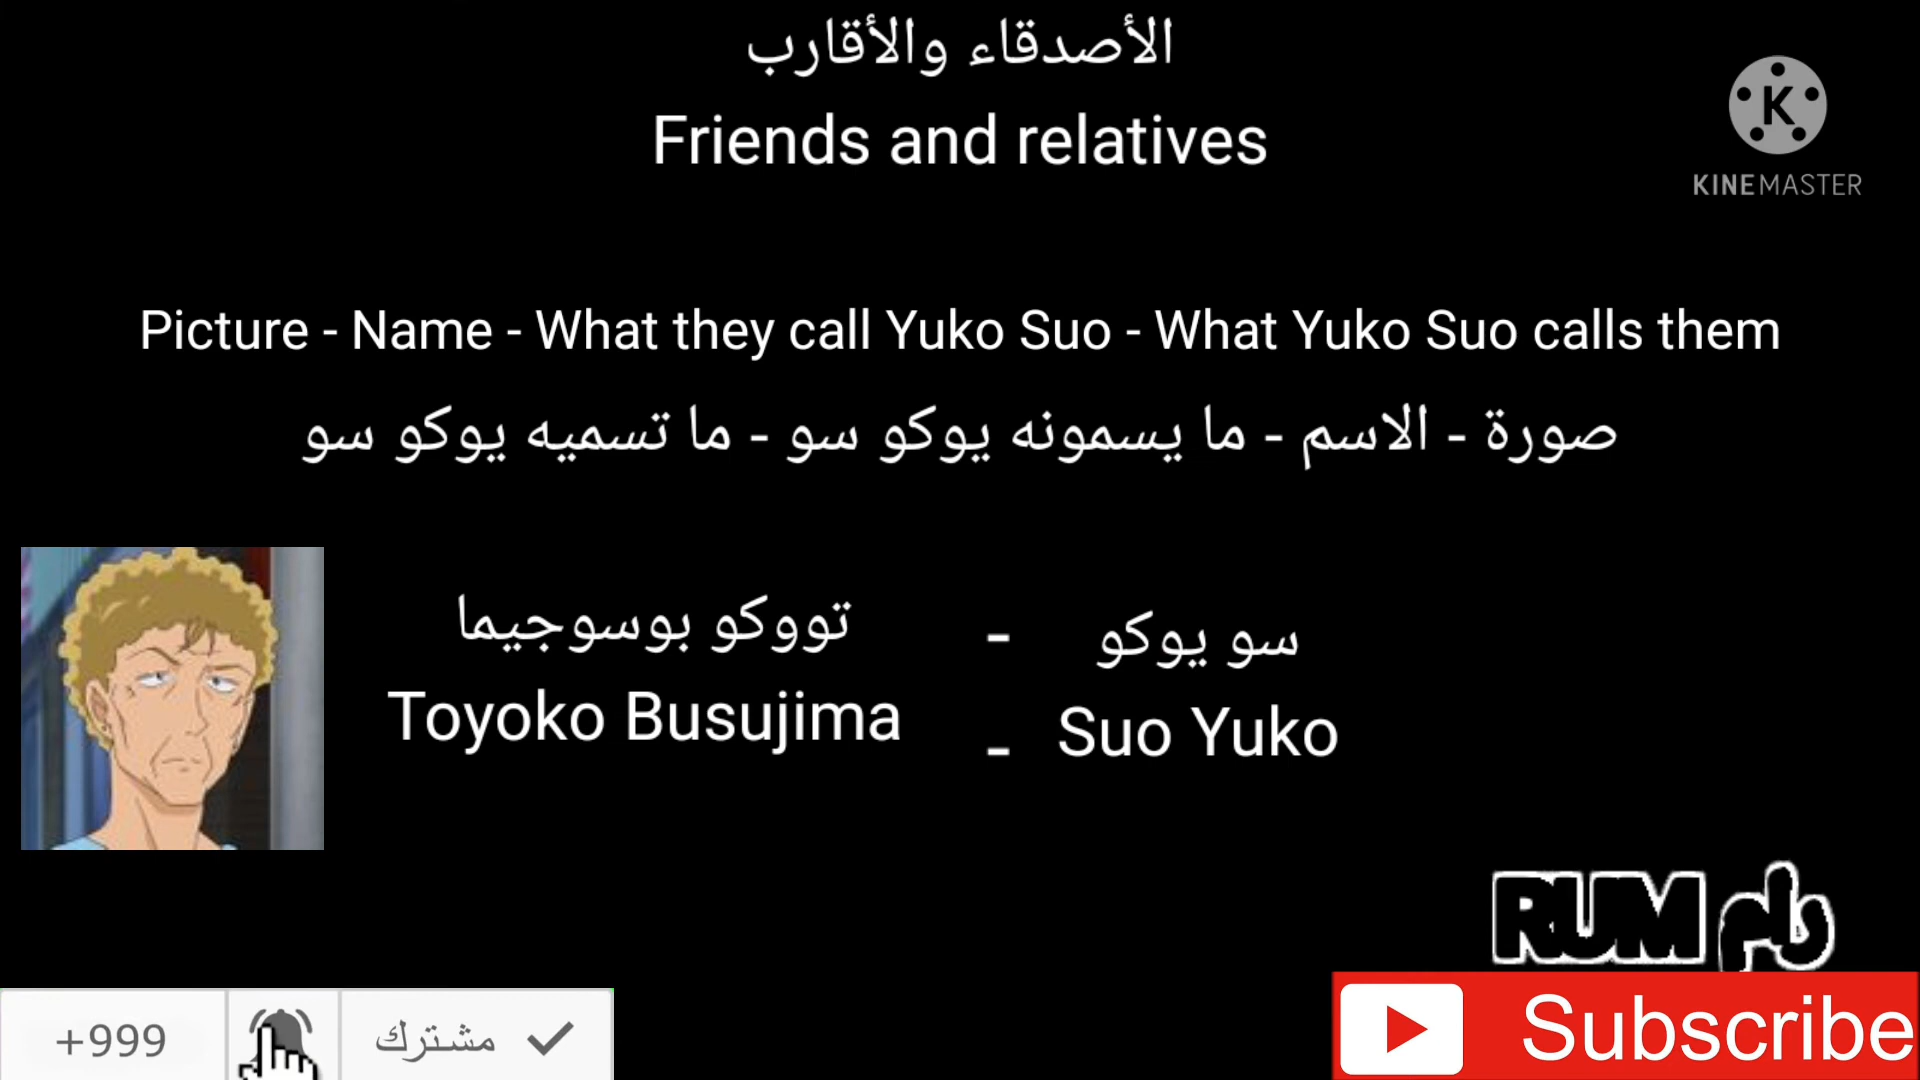 الأصدقاء والأقارب
Friends and relatives
K
KINEMASTER
Picture - Name - What they call Yuko Suo - What Yuko Suo calls them
صورة - الاسم - ما يسمونه يوكو سو - ما تسميه يوكو سو
تووكو بوسوجيما - سو يوكو
Toyoko Busujima - Suo Yuko
RUM رام
+999 مشترك
Subscribe